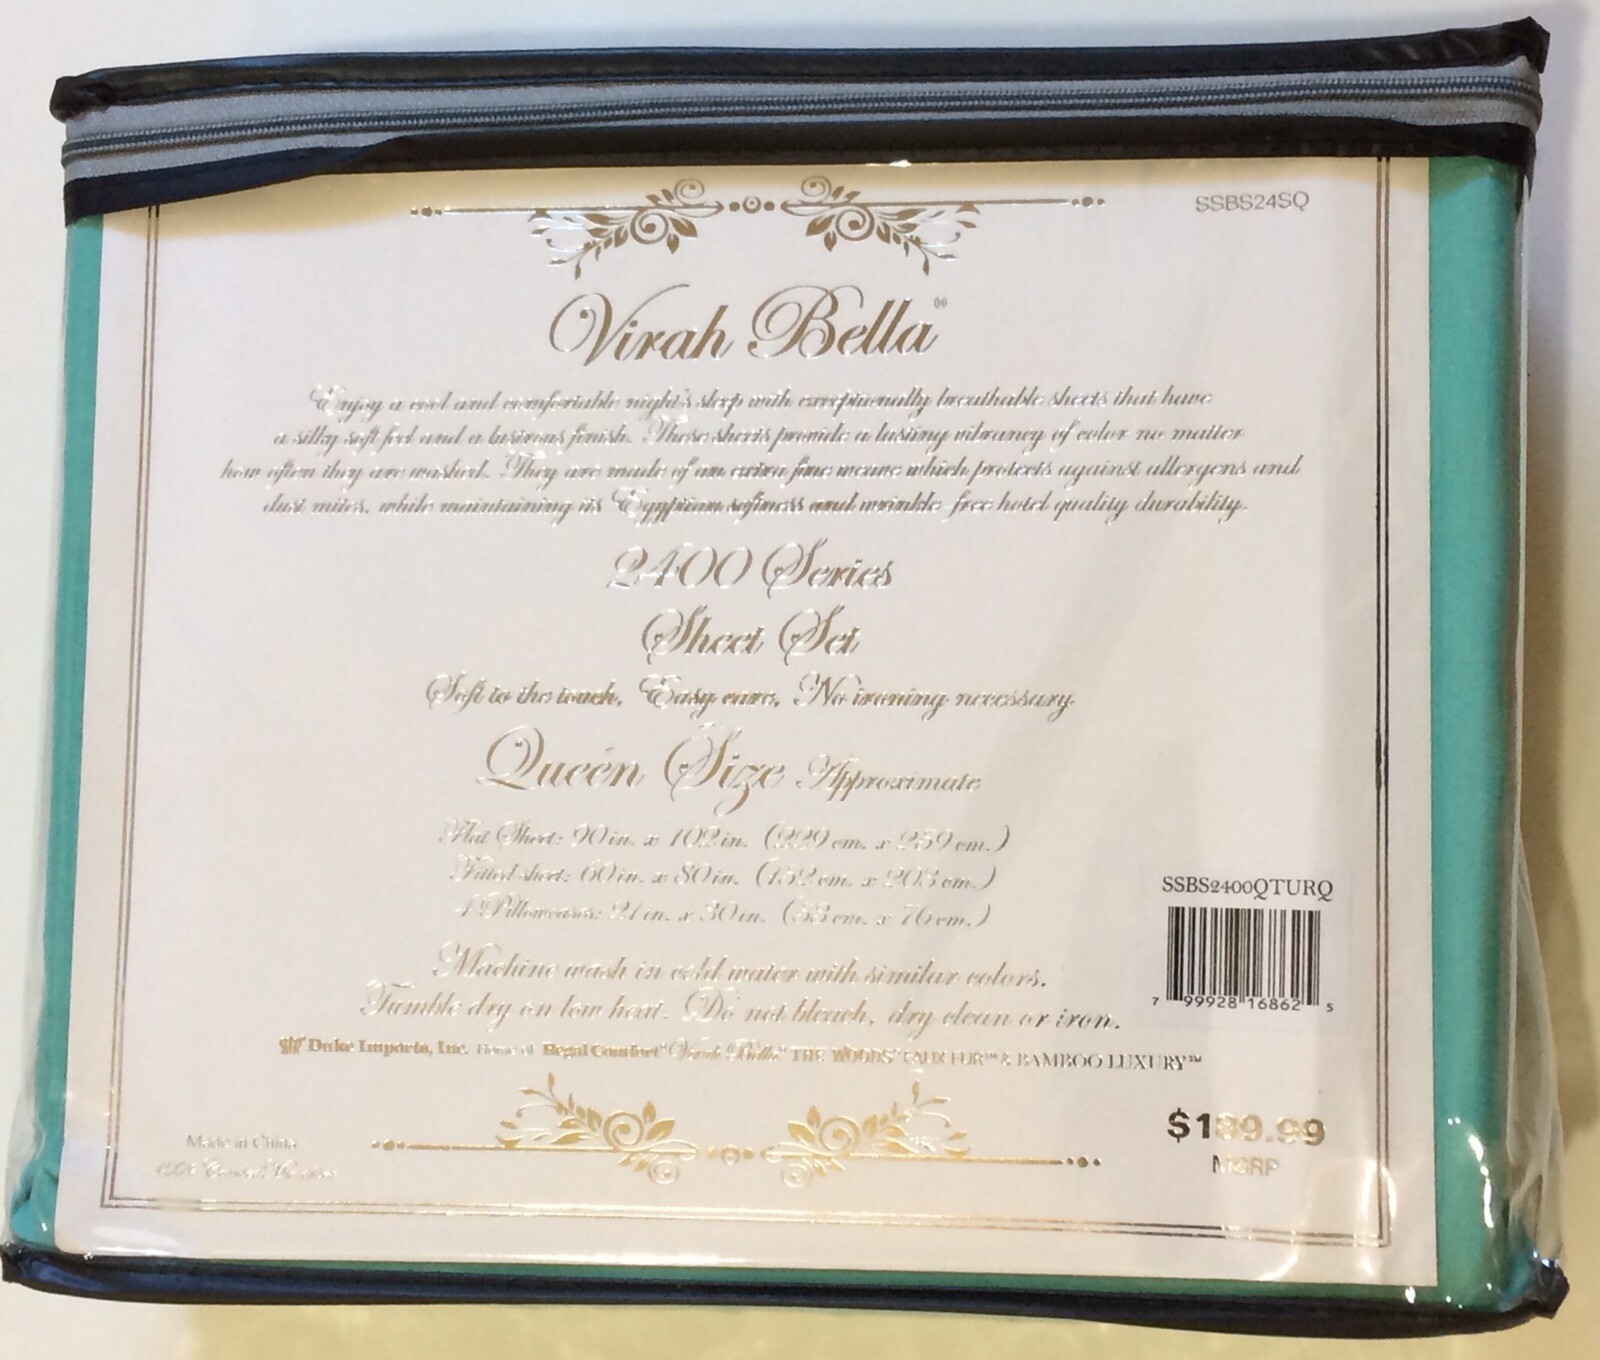 SSBS24SQ
Virah Bella
Enjoy a cool and comfortable night's sleep with exceptionally breathable sheets that have
a silky soft feel and a lustrous finish. These sheets provide a lasting vibrancy of color no matter
how often they are washed. They are made of an extra fine weave which protects against allergens and
dust mites, while maintaining its Egyptian softness and wrinkle free hotel quality durability.
2400 Series
Sheet Set
Soft to the touch. Easy care. No ironing necessary.
Queen Size Approximate
Flat Sheet: 90 in. x 102 in. (229 cm. x 259 cm.)
Fitted sheet: 60 in. x 80 in. (152 cm. x 203 cm.)
4 Pillowcases: 21 in. x 30 in. (53 cm. x 76 cm.)
SSBS2400QTURQ
7 99928 16862 5
Machine wash in cold water with similar colors.
Tumble dry on low heat. Do not bleach, dry clean or iron.
Duke Imports, Inc. Home of Regal Comfort Virah Bella THE WOODS FAUX FUR™ & BAMBOO LUXURY™
$189.99
MSRP
Made in China
100%